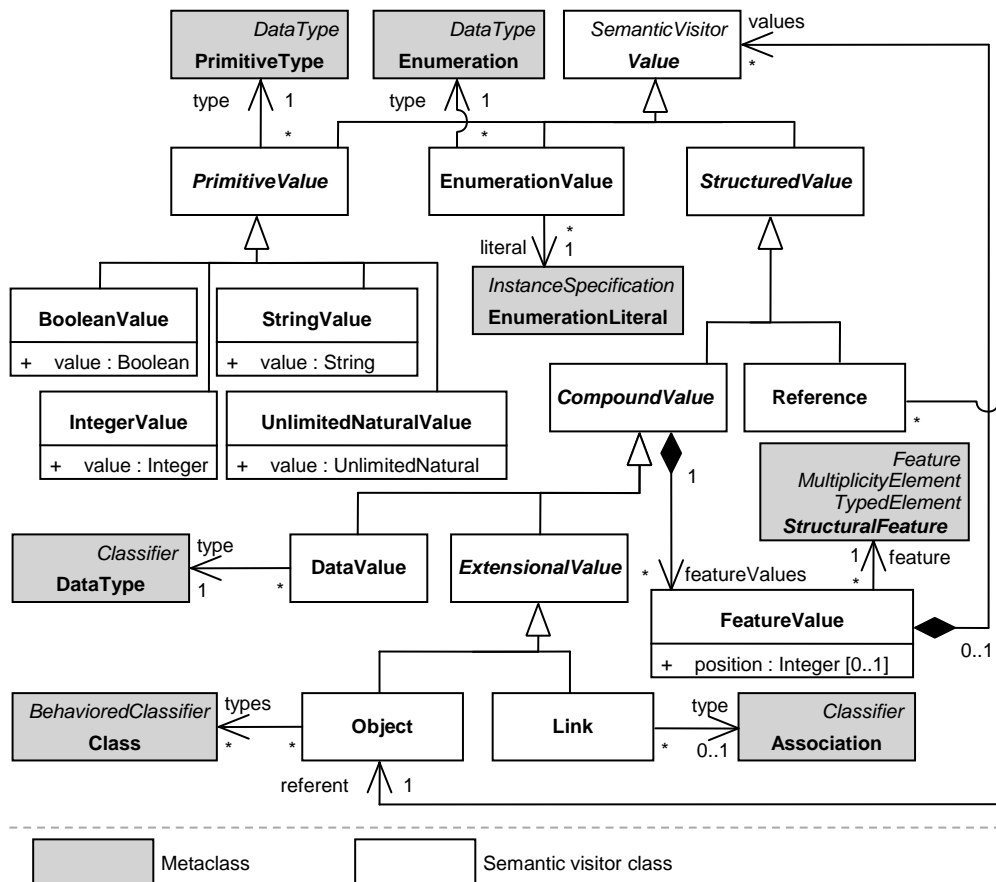 DataType
PrimitiveType
DataType
Enumeration
SemanticVisitor
Value
values
*
type
1
type
1
*
*
PrimitiveValue
EnumerationValue
StructuredValue
*
literal
1
InstanceSpecification
EnumerationLiteral
BooleanValue
+ value : Boolean
StringValue
+ value : String
CompoundValue
Reference
*
IntegerValue
+ value : Integer
UnlimitedNaturalValue
+ value : UnlimitedNatural
1
Feature
MultiplicityElement
TypedElement
StructuralFeature
Classifier
DataType
type
1
*
DataValue
ExtensionalValue
1
feature
*
featureValues
*
FeatureValue
+ position : Integer [0..1]
0..1
BehavioredClassifier
Class
types
*
*
Object
Link
type
*
0..1
Classifier
Association
referent
1
Metaclass
Semantic visitor class